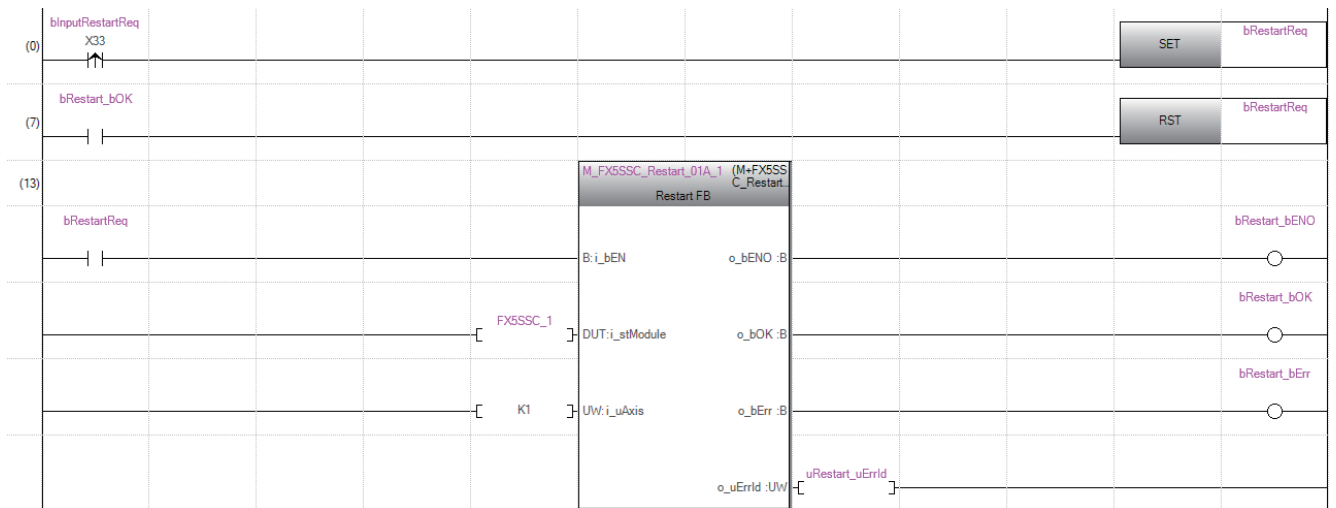 bInputRestartReq
X33
(0)
SET
bRestartReq
bRestart_bOK
(7)
RST
bRestartReq
(13)
M_FX5SSC_Restart_01A_1 (M+FX5SS
C_Restart..
Restart FB
bRestartReq
bRestart_bENO
B: i_bEN
o_bENO :B
bRestart_bOK
FX5SSC_1
DUT: i_stModule
o_bOK :B
bRestart_bErr
K1
UW: i_uAxis
o_bErr :B
uRestart_uErrId
o_uErrId :UW